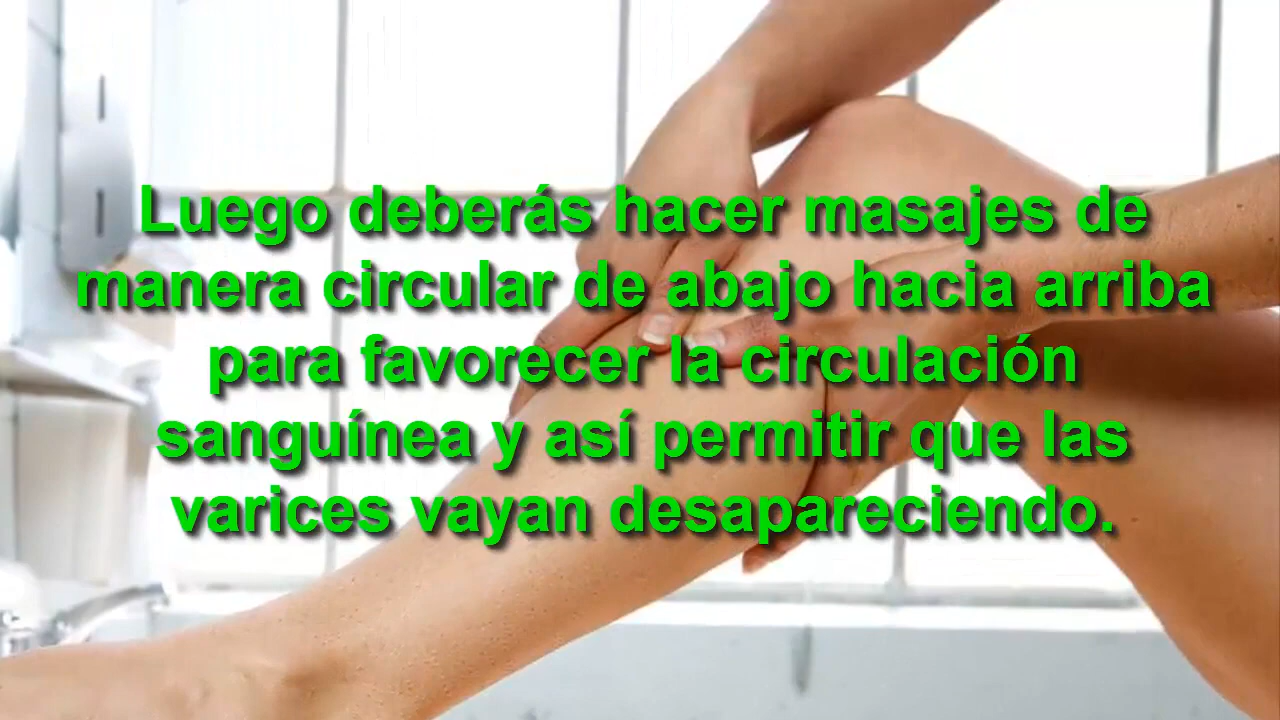 Luego deberás hacer masajes de
manera circular de abajo hacia arriba
para favorecer la circulación
sanguínea y así permitir que las
varices vayan desapareciendo.